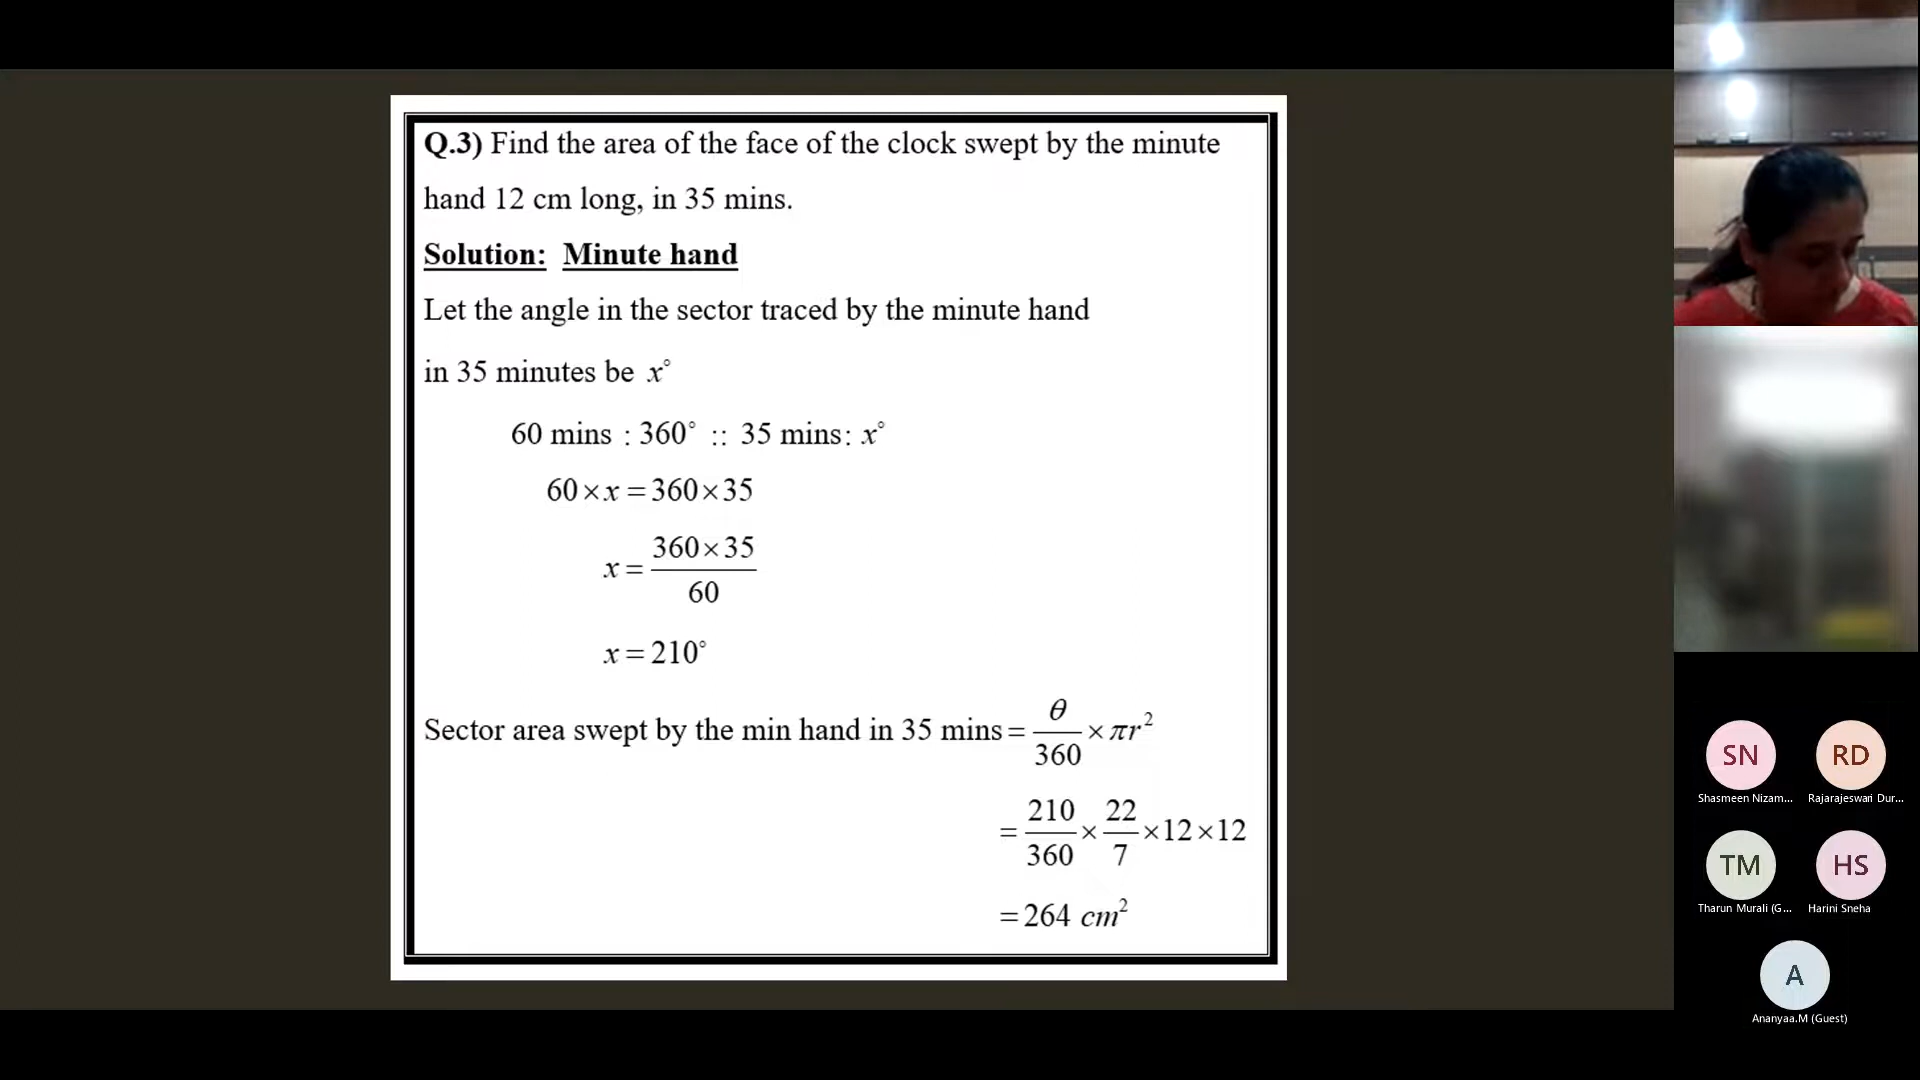 Q.3) Find the area of the face of the clock swept by the minute
hand 12 cm long, in 35 mins.
Solution: Minute hand
Let the angle in the sector traced by the minute hand
in 35 minutes be x°
60 mins : 360° :: 35 mins: x°
60×x=360×35
x = 360×35 / 60
x = 210°
Sector area swept by the min hand in 35 mins = θ/360 × πr²
= 210/360 × 22/7 ×12×12
= 264 cm²
SN
RD
Shasmeen Nizam...
Rajarajeswari Dur...
TM
HS
Tharun Murali (G...
Harini Sneha
A
Ananyaa.M (Guest)